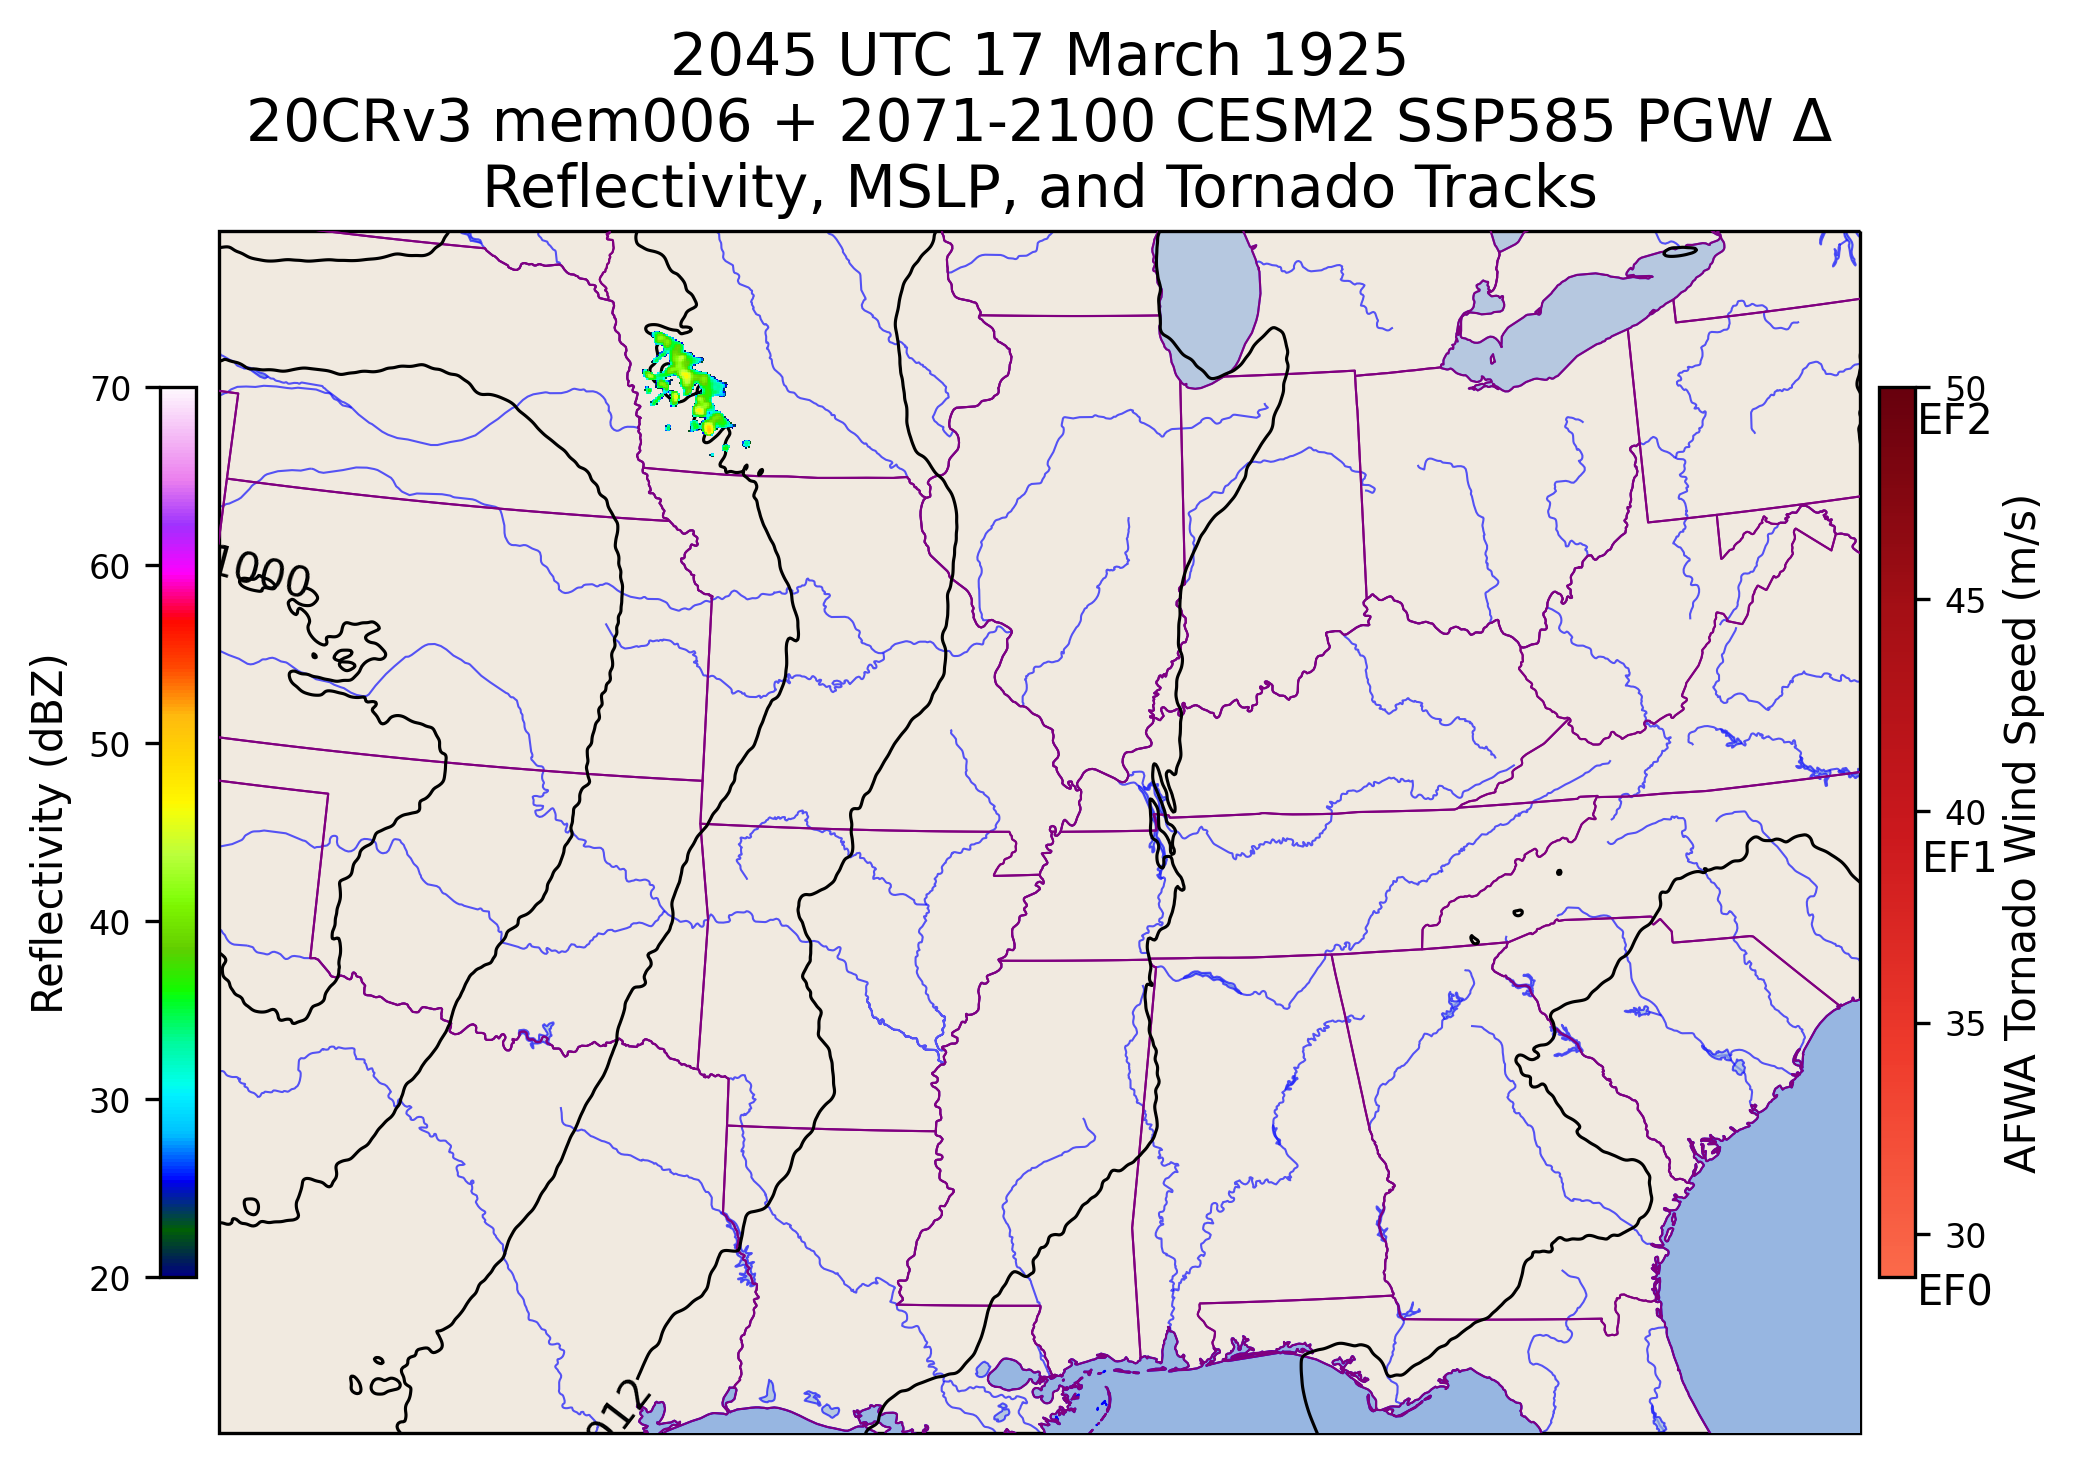 2045 UTC 17 March 1925
20CRv3 mem006 + 2071-2100 CESM2 SSP585 PGW Δ
Reflectivity, MSLP, and Tornado Tracks
70
60
50
40
30
20
Reflectivity (dBZ)
1000
012
50
EF2
45
40
EF1
35
30
EF0
AFWA Tornado Wind Speed (m/s)